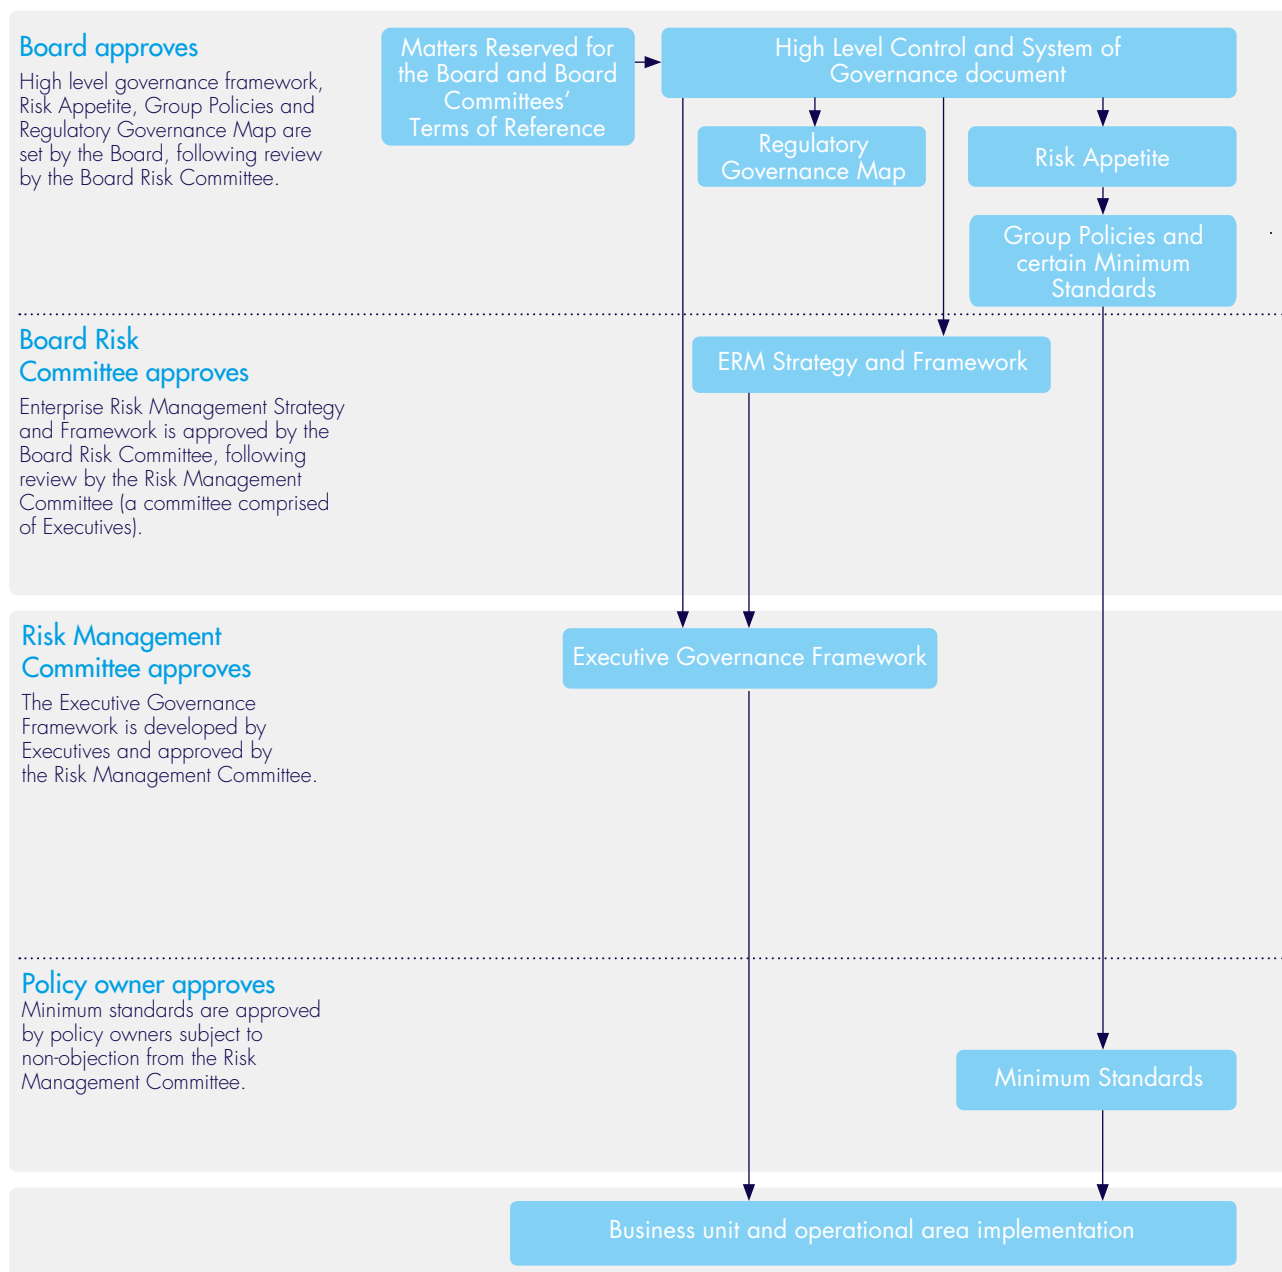 Board approves
High level governance framework,
Risk Appetite, Group Policies and
Regulatory Governance Map are
set by the Board, following review
by the Board Risk Committee.
Matters Reserved for
the Board and Board
Committees’
Terms of Reference
High Level Control and System of
Governance document
Regulatory
Governance Map
Risk Appetite
Group Policies and
certain Minimum
Standards
.
Board Risk
Committee approves
Enterprise Risk Management Strategy
and Framework is approved by the
Board Risk Committee, following
review by the Risk Management
Committee (a committee comprised
of Executives).
ERM Strategy and Framework
Risk Management
Committee approves
The Executive Governance
Framework is developed by
Executives and approved by
the Risk Management Committee.
Executive Governance Framework
Policy owner approves
Minimum standards are approved
by policy owners subject to
non-objection from the Risk
Management Committee.
Minimum Standards
Business unit and operational area implementation